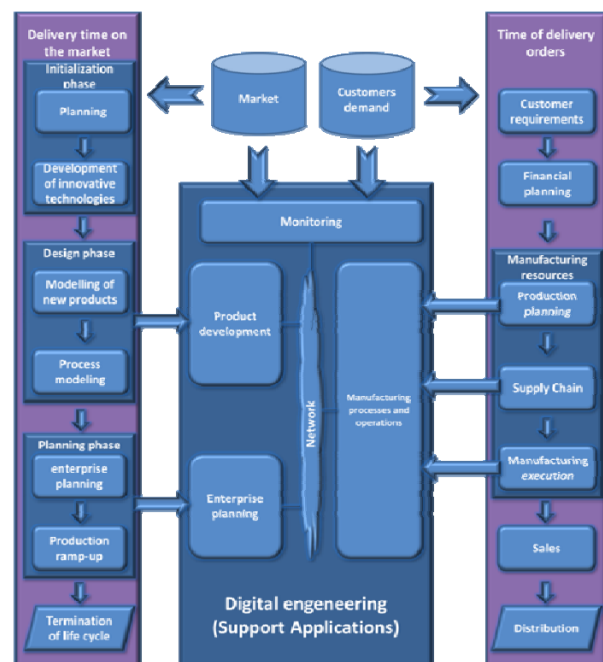 Delivery time on
the market
Initialization
phase
Planning
Development
of innovative
technologies
Design phase
Modelling of
new products
Process
modeling
Planning phase
enterprise
planning
Production
ramp-up
Termination
of life cycle
Market
Customers
demand
Monitoring
Product
development
Network
Manufacturing
processes and
operations
Enterprise
planning
Digital engeneering
(Support Applications)
Time of delivery
orders
Customer
requirements
Financial
planning
Manufacturing
resources
Production
planning
Supply Chain
Manufacturing
execution
Sales
Distribution